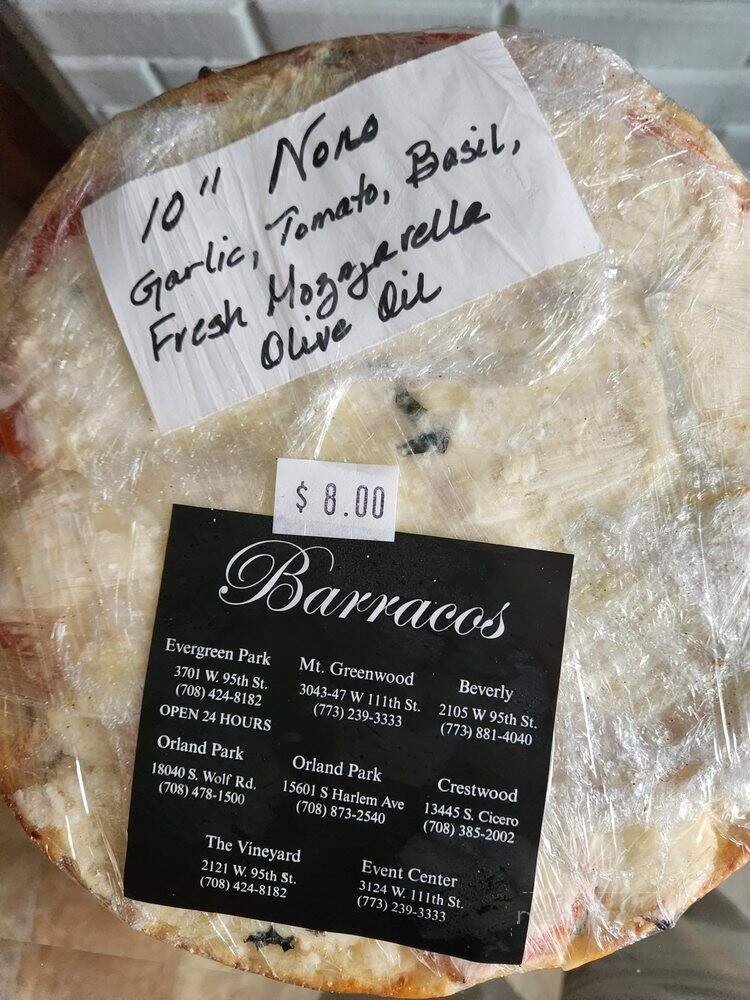 10" Nono
Garlic, Tomato, Basil,
Fresh Mozzarella
Olive Oil
$ 8.00
Barracos
Evergreen Park
3701 W. 95th St.
(708) 424-8182
OPEN 24 HOURS
Mt. Greenwood
3043-47 W 111th St.
(773) 239-3333
Beverly
2105 W 95th St.
(773) 881-4040
Orland Park
18040 S. Wolf Rd.
(708) 478-1500
Orland Park
15601 S Harlem Ave
(708) 873-2540
Crestwood
13445 S. Cicero
(708) 385-2002
The Vineyard
2121 W. 95th St.
(708) 424-8182
Event Center
3124 W. 111th St.
(773) 239-3333